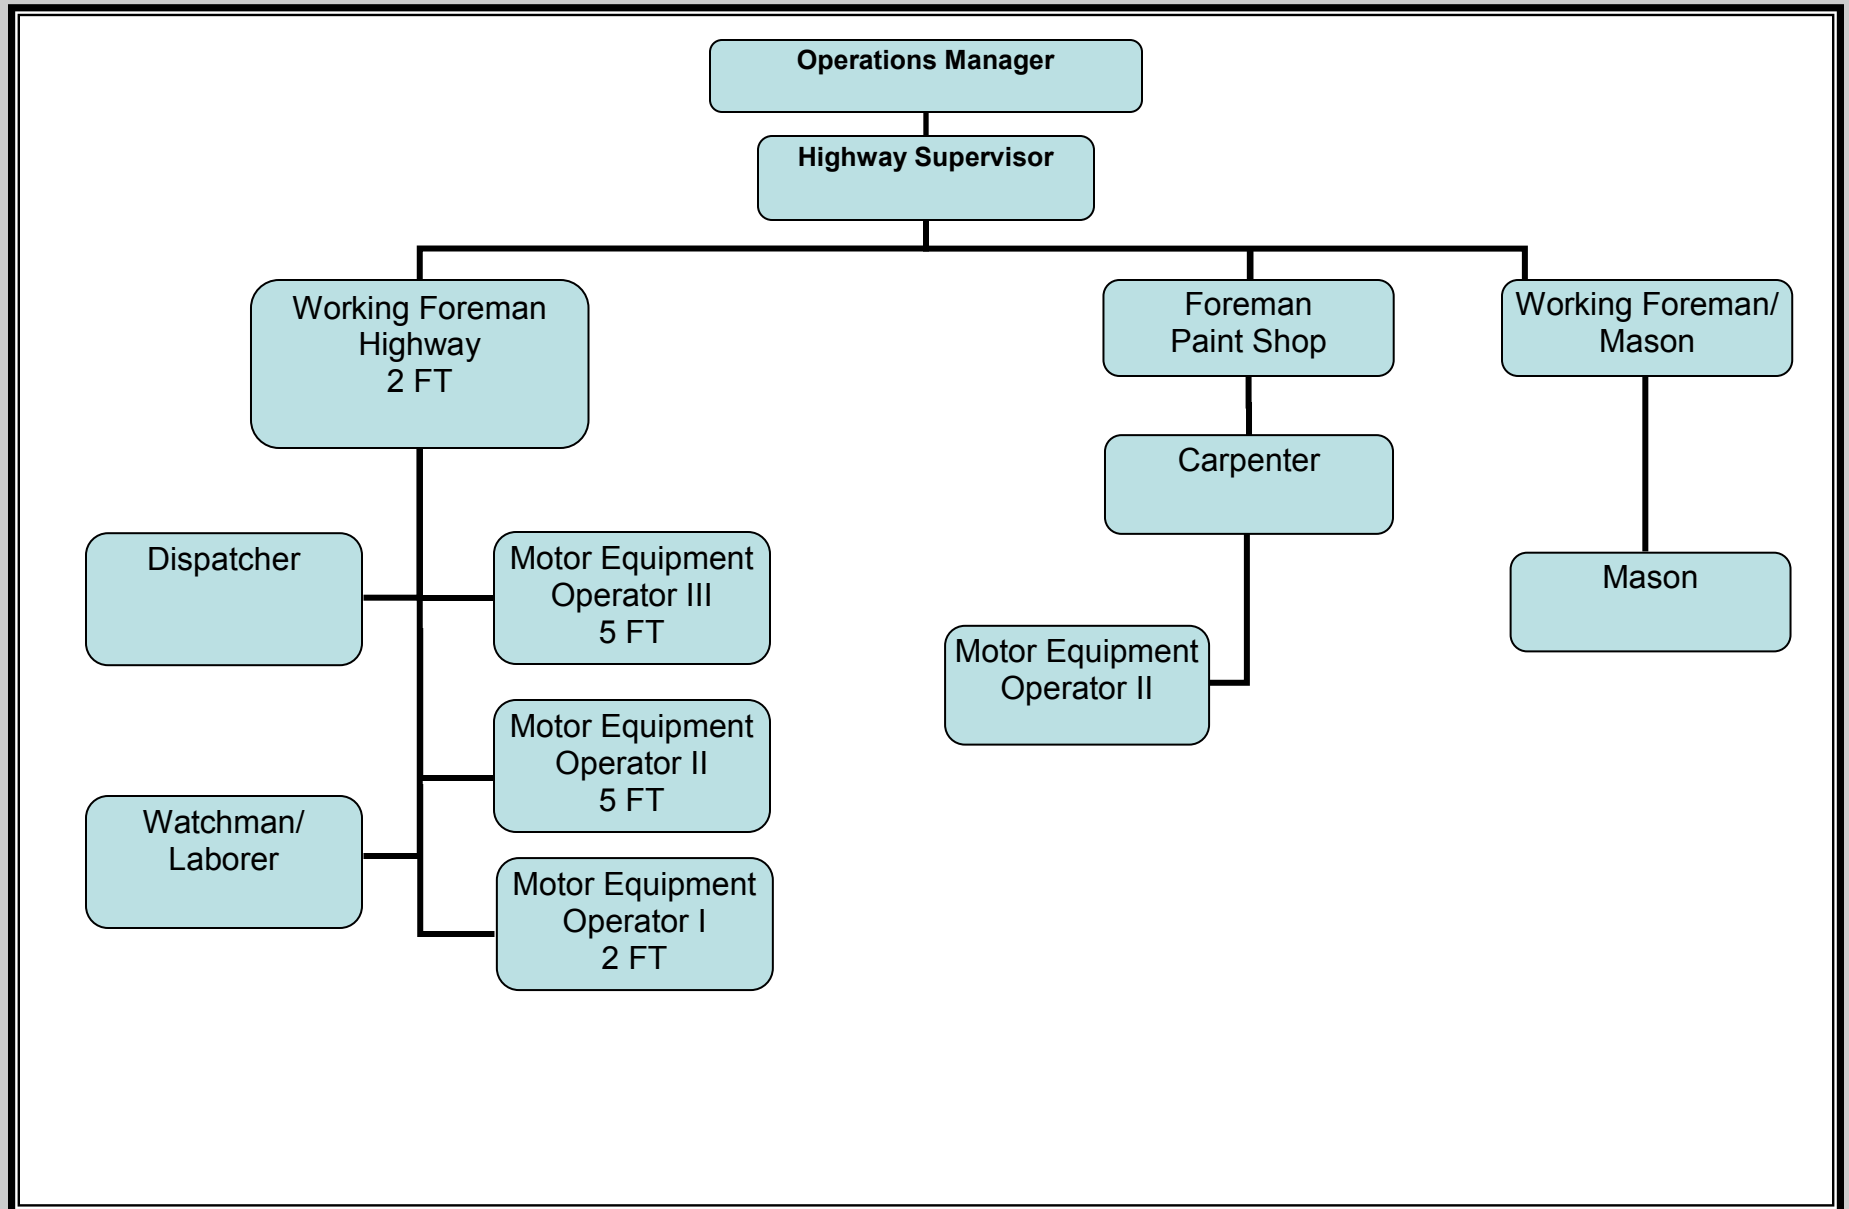 Operations Manager
Highway Supervisor
Working Foreman
Highway
2 FT
Foreman
Paint Shop
Working Foreman/
Mason
Carpenter
Dispatcher
Motor Equipment
Operator III
5 FT
Mason
Motor Equipment
Operator II
Motor Equipment
Operator II
5 FT
Watchman/
Laborer
Motor Equipment
Operator I
2 FT